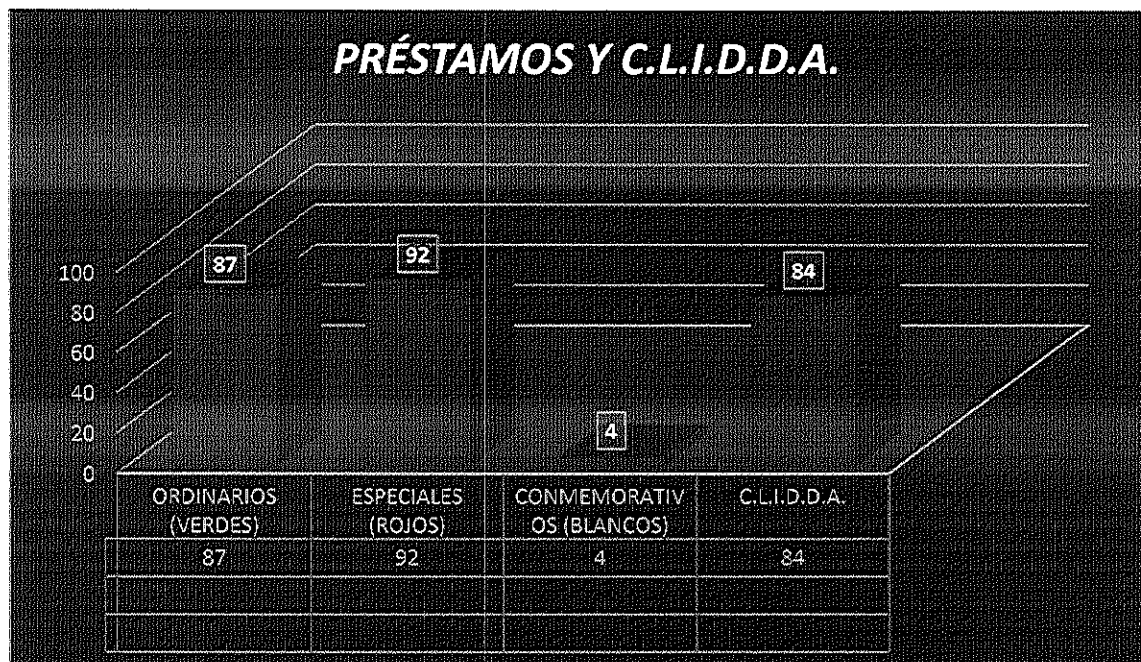 PRÉSTAMOS Y C.L.I.D.D.A.
100
80
60
40
20
0
87
92
4
84
ORDINARIOS (VERDES)
ESPECIALES (ROJOS)
CONMEMORATIV OS (BLANCOS)
C.L.I.D.D.A.
87 92 4 84